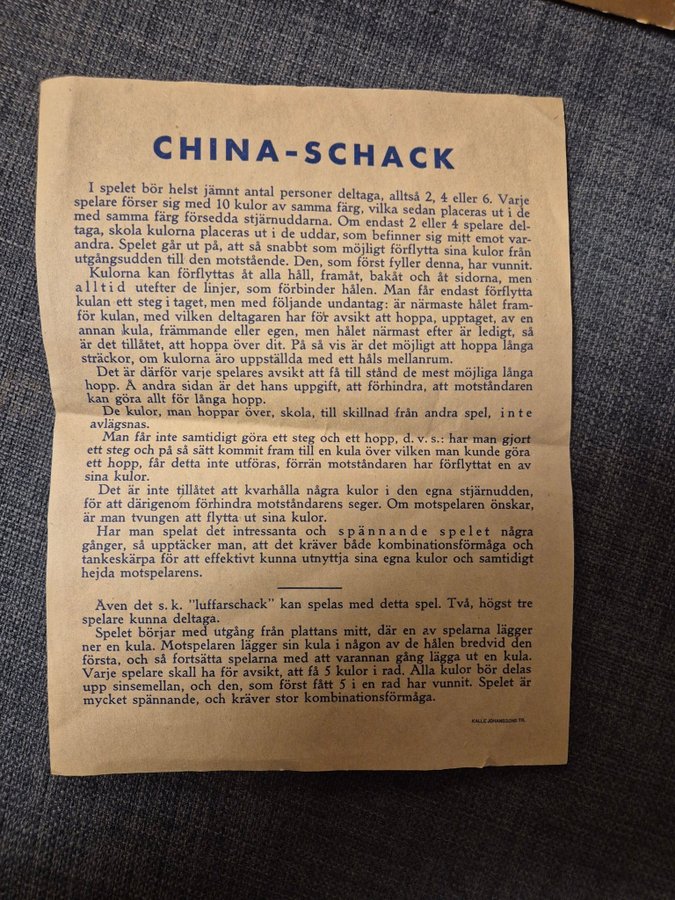 CHINA-SCHACK
I spelet bör helst jämnt antal personer deltaga, alltså 2, 4 eller 6. Varje
spelare förser sig med 10 kulor av samma färg, vilka sedan placeras ut i de
med samma färg försedda stjärnuddarna. Om endast 2 eller 4 spelare del-
taga, skola kulorna placeras ut i de uddar, som befinner sig mitt emot var-
andra. Spelet går ut på, att så snabbt som möjligt förflytta sina kulor från
utgångsudden till den motstående. Den, som först fyller denna, har vunnit.
Kulorna kan förflyttas åt alla håll, framåt, bakåt och åt sidorna, men
alltid utefter de linjer, som förbinder hålen. Man får endast förflytta
kulan ett steg i taget, men med följande undantag: är närmaste hålet fram-
för kulan, med vilken deltagaren har för avsikt att hoppa, upptaget, av en
annan kula, främmande eller egen, men hålet närmast efter är ledigt, så
är det tillåtet, att hoppa över dit. På så vis är det möjligt att hoppa långa
sträckor, om kulorna äro uppställda med ett håls mellanrum.
Det är därför varje spelares avsikt att få till stånd de mest möjliga långa
hopp. Å andra sidan är det hans uppgift, att förhindra, att motståndaren
kan göra allt för långa hopp.
De kulor, man hoppar över, skola, till skillnad från andra spel, inte
avlägsnas.
Man får inte samtidigt göra ett steg och ett hopp, d. v. s.: har man gjort
ett steg och på så sätt kommit fram till en kula över vilken man kunde göra
ett hopp, får detta inte utföras, förrän motståndaren har förflyttat en av
sina kulor.
Det är inte tillåtet att kvarhålla några kulor i den egna stjärnudden,
för att därigenom förhindra motståndarens seger. Om motspelaren önskar,
är man tvungen att flytta ut sina kulor.
Har man spelat det intressanta och spännande spelet några
gånger, så upptäcker man, att det kräver både kombinationsförmåga och
tankeskärpa för att effektivt kunna utnyttja sina egna kulor och samtidigt
hejda motspelarens.
Även det s. k. "luffarschack" kan spelas med detta spel. Två, högst tre
spelare kunna deltaga.
Spelet börjar med utgång från plattans mitt, där en av spelarna lägger
ner en kula. Motspelaren lägger sin kula i någon av de hålen bredvid den
första, och så fortsätta spelarna med att varannan gång lägga ut en kula.
Varje spelare skall ha för avsikt, att få 5 kulor i rad. Alla kulor bör delas
upp sinsemellan, och den, som först fått 5 i en rad har vunnit. Spelet är
mycket spännande, och kräver stor kombinationsförmåga.
KALLE JOHANSSONS TR.